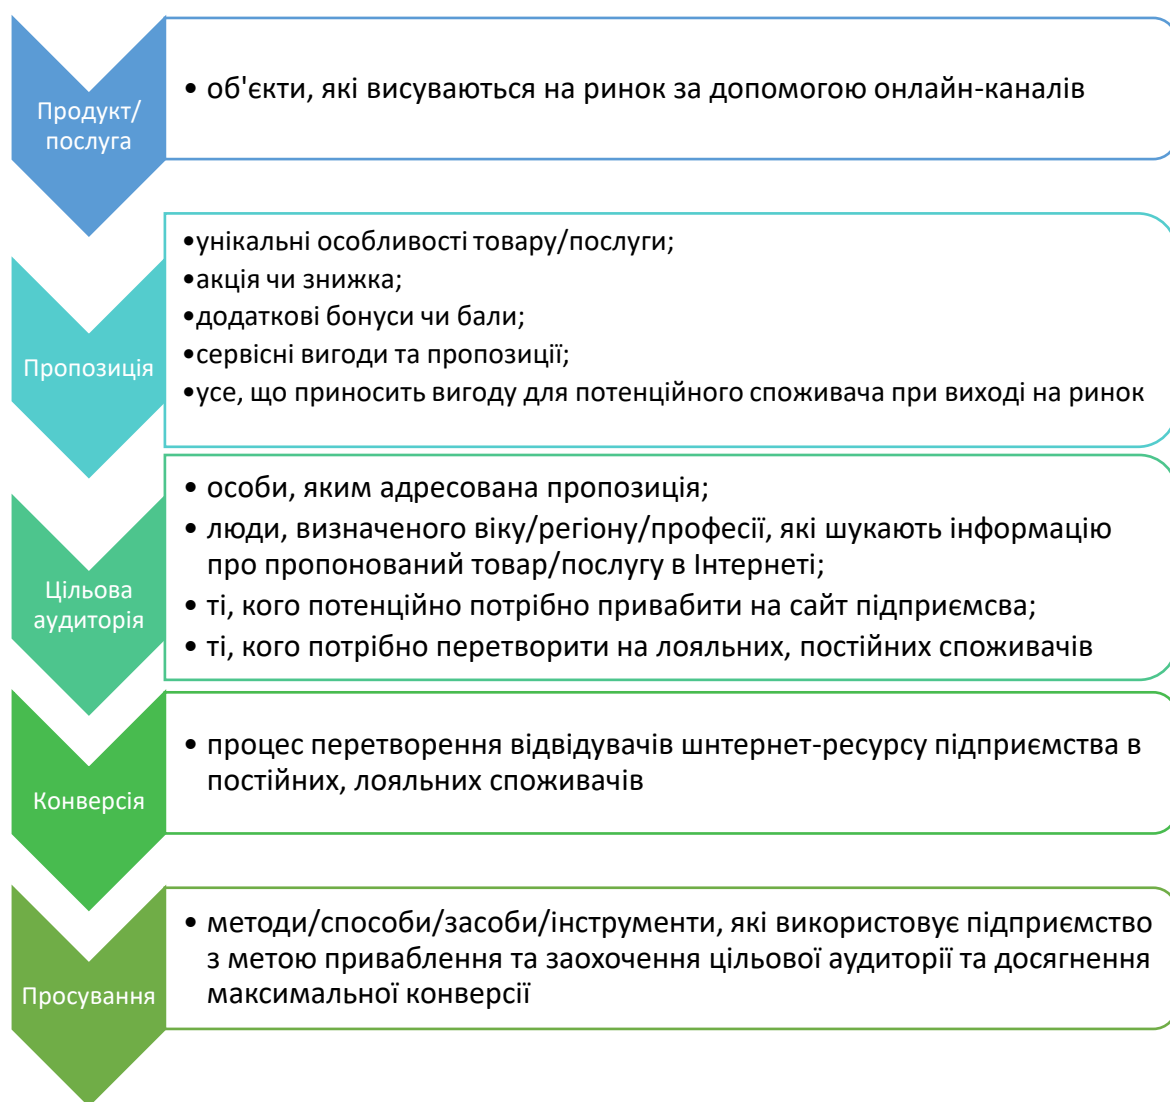 Продукт/
послуга
• об'єкти, які висуваються на ринок за допомогою онлайн-каналів
Пропозиція
•унікальні особливості товару/послуги;
•акція чи знижка;
•додаткові бонуси чи бали;
•сервісні вигоди та пропозиції;
•усе, що приносить вигоду для потенційного споживача при виході на ринок
Цільова
аудиторія
• особи, яким адресована пропозиція;
• люди, визначеного віку/регіону/професії, які шукають інформацію
про пропонований товар/послугу в Інтернеті;
• ті, кого потенційно потрібно привабити на сайт підприємсва;
• ті, кого потрібно перетворити на лояльних, постійних споживачів
Конверсія
• процес перетворення відвідувачів шнтернет-ресурсу підприємства в
постійних, лояльних споживачів
Просування
• методи/способи/засоби/інструменти, які використовує підприємство
з метою приваблення та заохочення цільової аудиторії та досягнення
максимальної конверсії